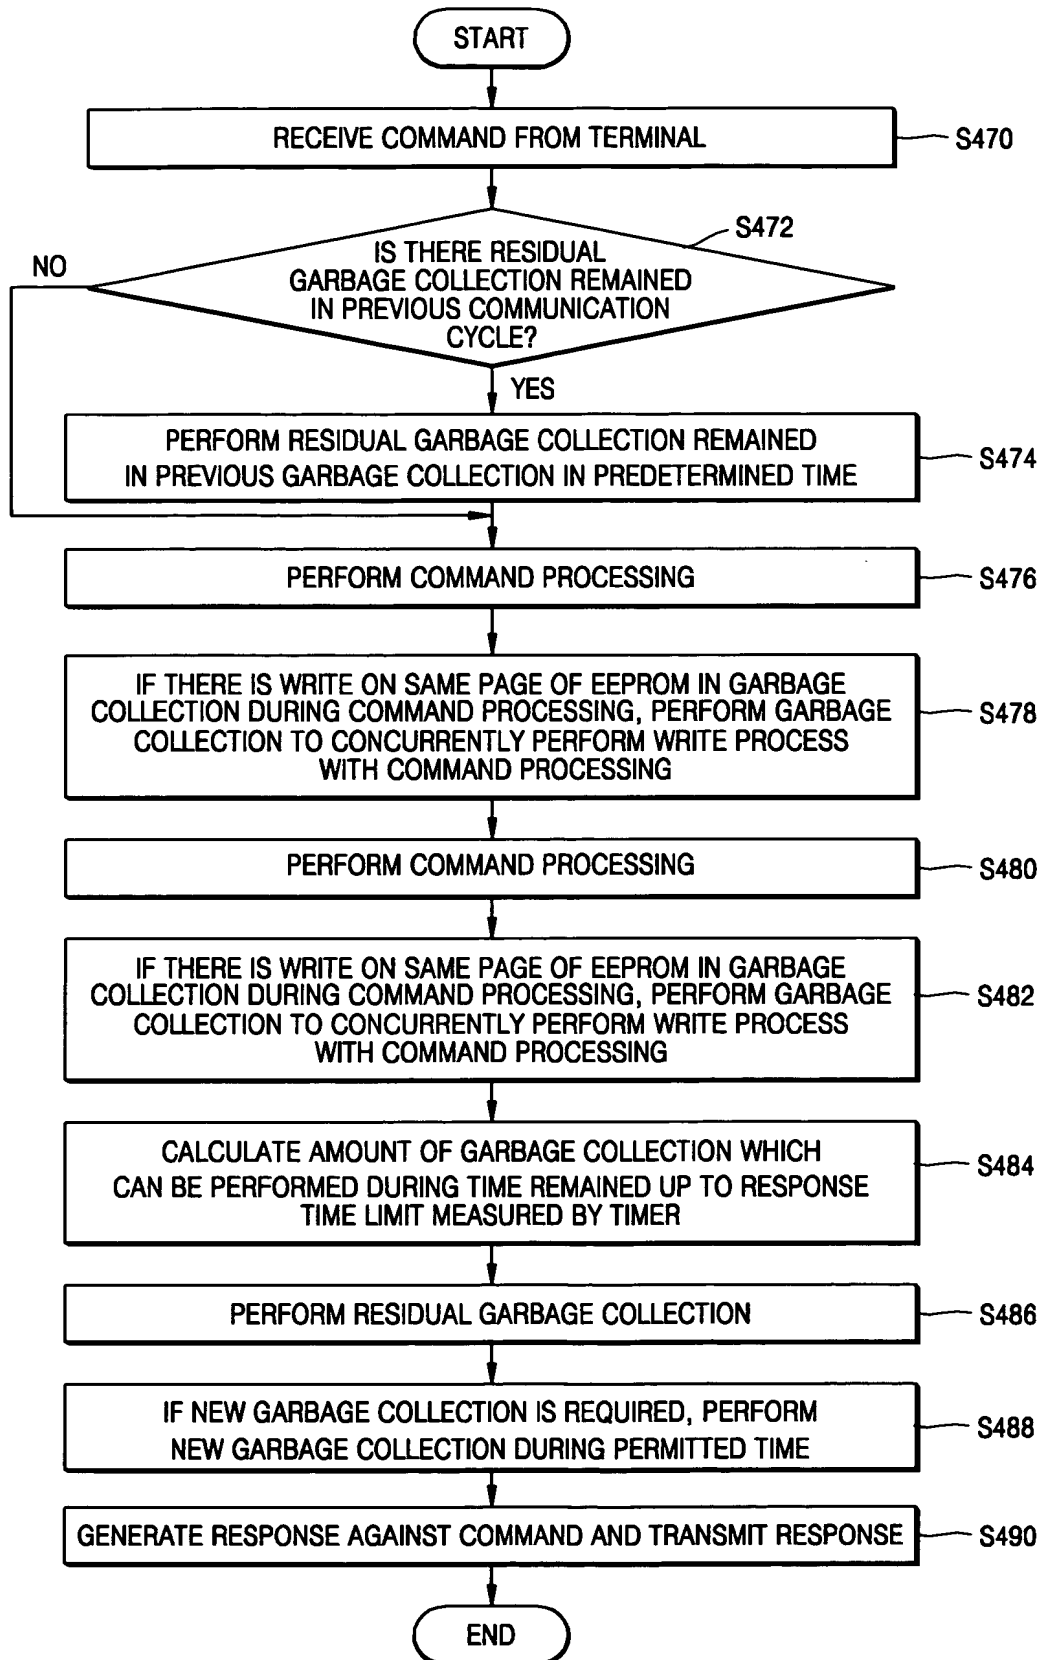 START
RECEIVE COMMAND FROM TERMINAL
S470
S472
IS THERE RESIDUAL
GARBAGE COLLECTION REMAINED
IN PREVIOUS COMMUNICATION
CYCLE?
NO
YES
PERFORM RESIDUAL GARBAGE COLLECTION REMAINED
IN PREVIOUS GARBAGE COLLECTION IN PREDETERMINED TIME
S474
PERFORM COMMAND PROCESSING
S476
IF THERE IS WRITE ON SAME PAGE OF EEPROM IN GARBAGE
COLLECTION DURING COMMAND PROCESSING, PERFORM GARBAGE
COLLECTION TO CONCURRENTLY PERFORM WRITE PROCESS
WITH COMMAND PROCESSING
S478
PERFORM COMMAND PROCESSING
S480
IF THERE IS WRITE ON SAME PAGE OF EEPROM IN GARBAGE
COLLECTION DURING COMMAND PROCESSING, PERFORM GARBAGE
COLLECTION TO CONCURRENTLY PERFORM WRITE PROCESS
WITH COMMAND PROCESSING
S482
CALCULATE AMOUNT OF GARBAGE COLLECTION WHICH
CAN BE PERFORMED DURING TIME REMAINED UP TO RESPONSE
TIME LIMIT MEASURED BY TIMER
S484
PERFORM RESIDUAL GARBAGE COLLECTION
S486
IF NEW GARBAGE COLLECTION IS REQUIRED, PERFORM
NEW GARBAGE COLLECTION DURING PERMITTED TIME
S488
GENERATE RESPONSE AGAINST COMMAND AND TRANSMIT RESPONSE
S490
END